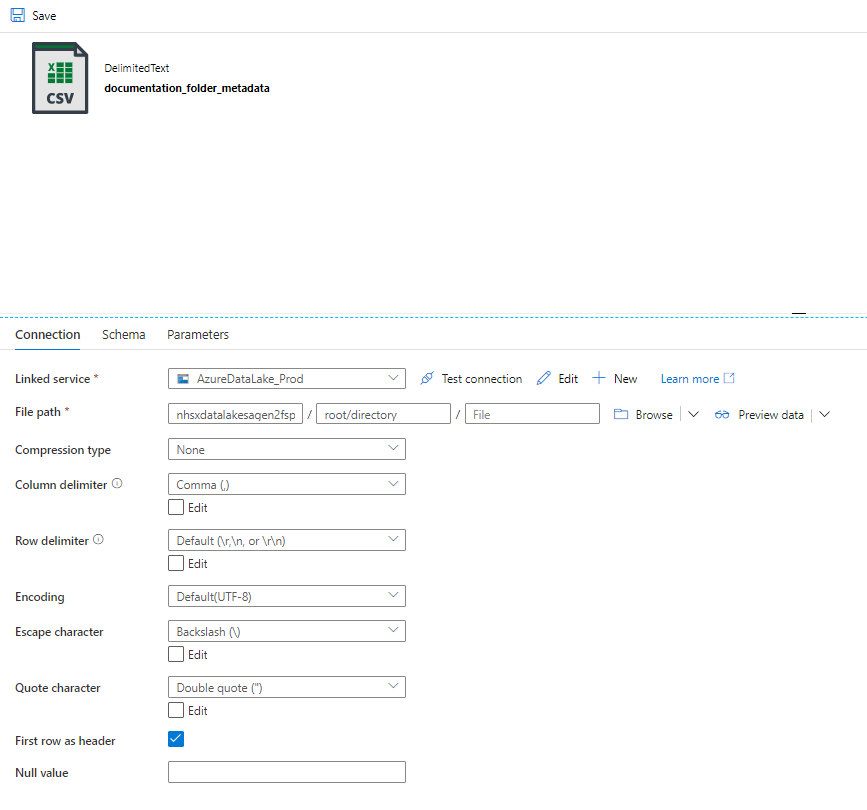 Save
DelimitedText
documentation_folder_metadata
X
CSV
Connection Schema Parameters
Linked service * AzureDataLake_Prod Test connection Edit New Learn more
File path * nhsxdatalakesagen2fsp / root/directory / File Browse Preview data
Compression type None
Column delimiter Comma (,)
Edit
Row delimiter Default (\r,\n, or \r\n)
Edit
Encoding Default(UTF-8)
Escape character Backslash (\)
Edit
Quote character Double quote (")
Edit
First row as header
Null value